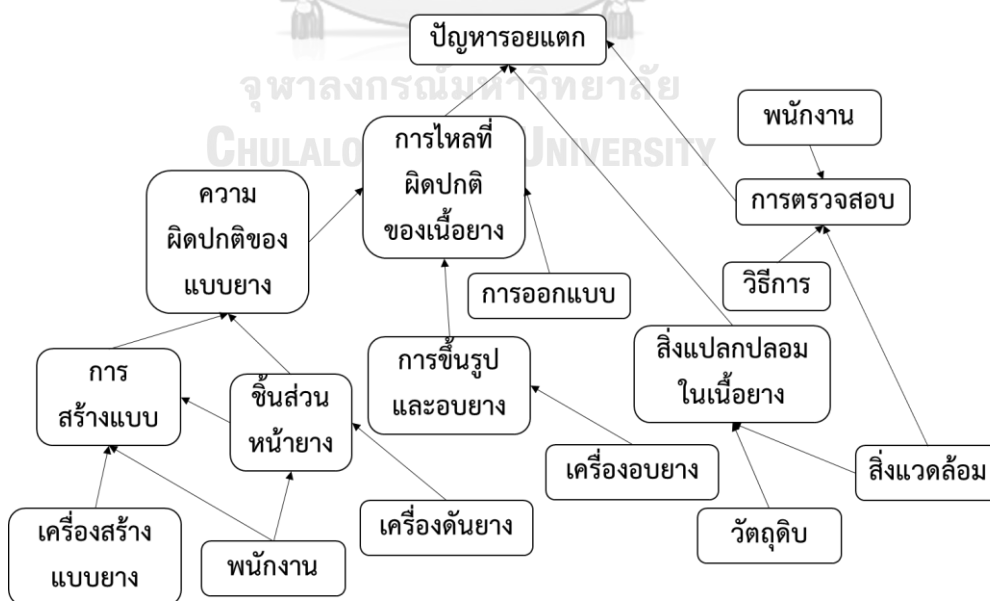 ปัญหารอยแตก
จุฬาลงกรณ์มหาวิทยาลัย
CHULALO UNIVERSITY
การไหลที่
ผิดปกติ
ของเนื้อยาง
พนักงาน
ความ
ผิดปกติของ
แบบยาง
การตรวจสอบ
การออกแบบ
วิธีการ
การ
สร้างแบบ
ชิ้นส่วน
หน้ายาง
การขึ้นรูป
และอบยาง
สิ่งแปลกปลอม
ในเนื้อยาง
เครื่องอบยาง
สิ่งแวดล้อม
เครื่องสร้าง
แบบยาง
พนักงาน
เครื่องดันยาง
วัตถุดิบ